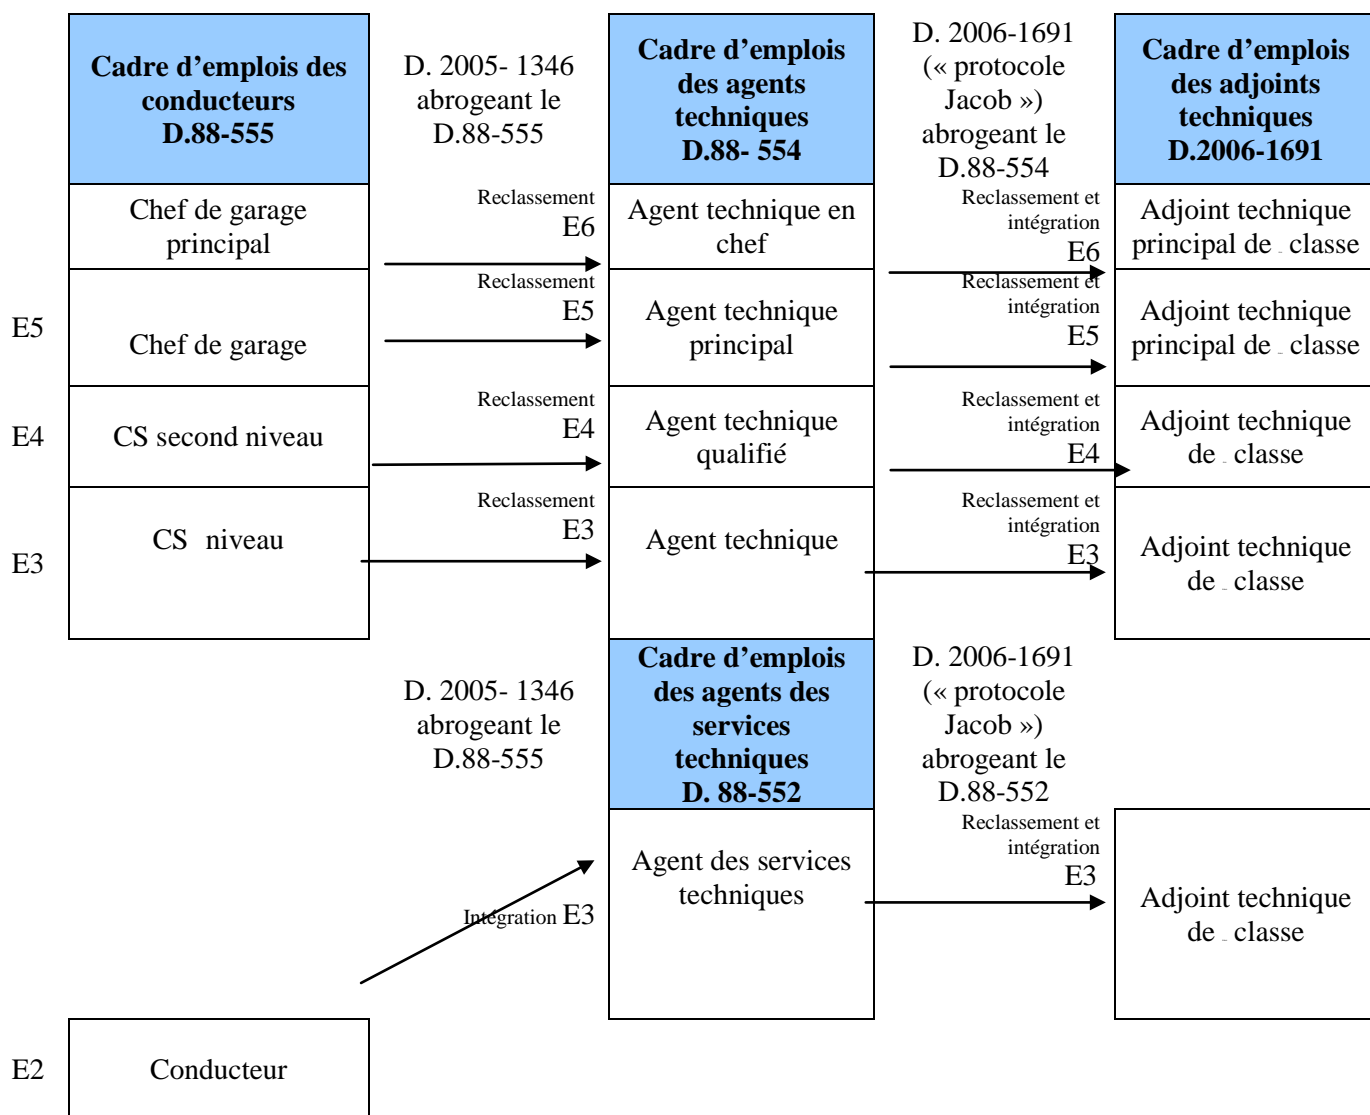 Cadre d’emplois des
conducteurs
D.88-555
D. 2005- 1346
abrogeant le
D.88-555
Cadre d’emplois
des agents
techniques
D.88- 554
D. 2006-1691
(« protocole
Jacob »)
abrogeant le
D.88-554
Cadre d’emplois
des adjoints
techniques
D.2006-1691
Chef de garage
principal
Reclassement
E6
Agent technique en
chef
Reclassement et
intégration
E6
Adjoint technique
principal de classe
E5
Chef de garage
Reclassement
E5
Agent technique
principal
Reclassement et
intégration
E5
Adjoint technique
principal de classe
E4
CS second niveau
Reclassement
E4
Agent technique
qualifié
Reclassement et
intégration
E4
Adjoint technique
de classe
E3
CS niveau
Reclassement
E3
Agent technique
Reclassement et
intégration
E3
Adjoint technique
de classe
D. 2005- 1346
abrogeant le
D.88-555
Cadre d’emplois
des agents des
services
techniques
D. 88-552
D. 2006-1691
(« protocole
Jacob »)
abrogeant le
D.88-552
Intégration E3
Agent des services
techniques
Reclassement et
intégration
E3
Adjoint technique
de classe
E2
Conducteur